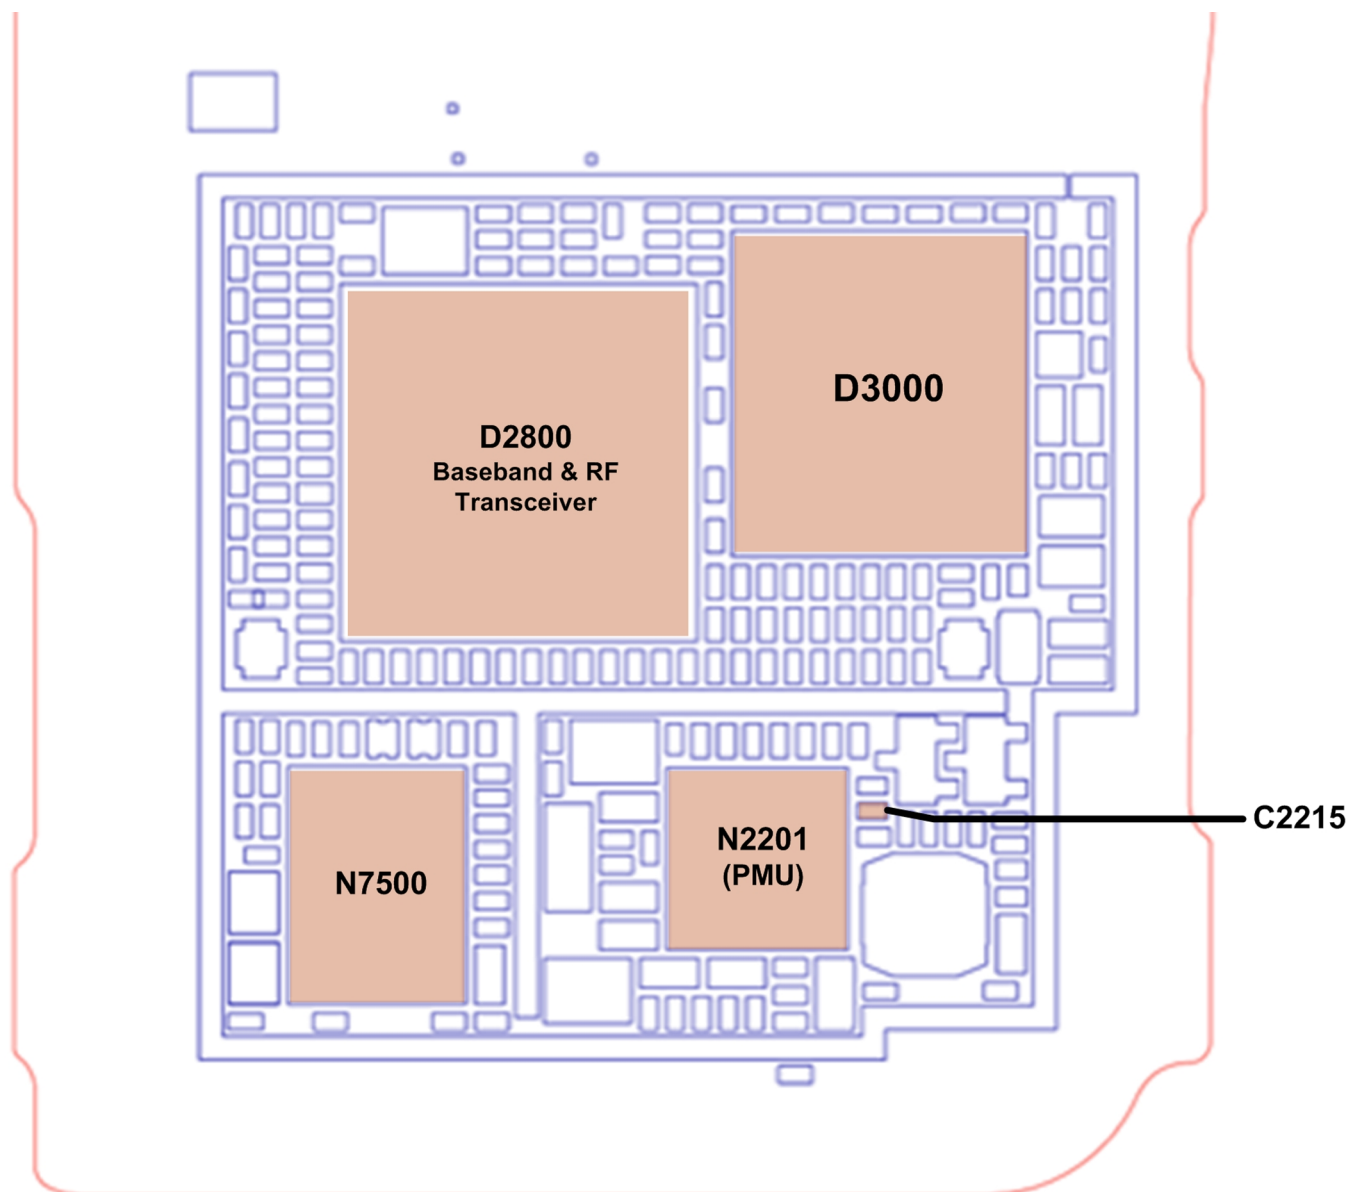 D3000
D2800
Baseband & RF
Transceiver
C2215
N2201
(PMU)
N7500